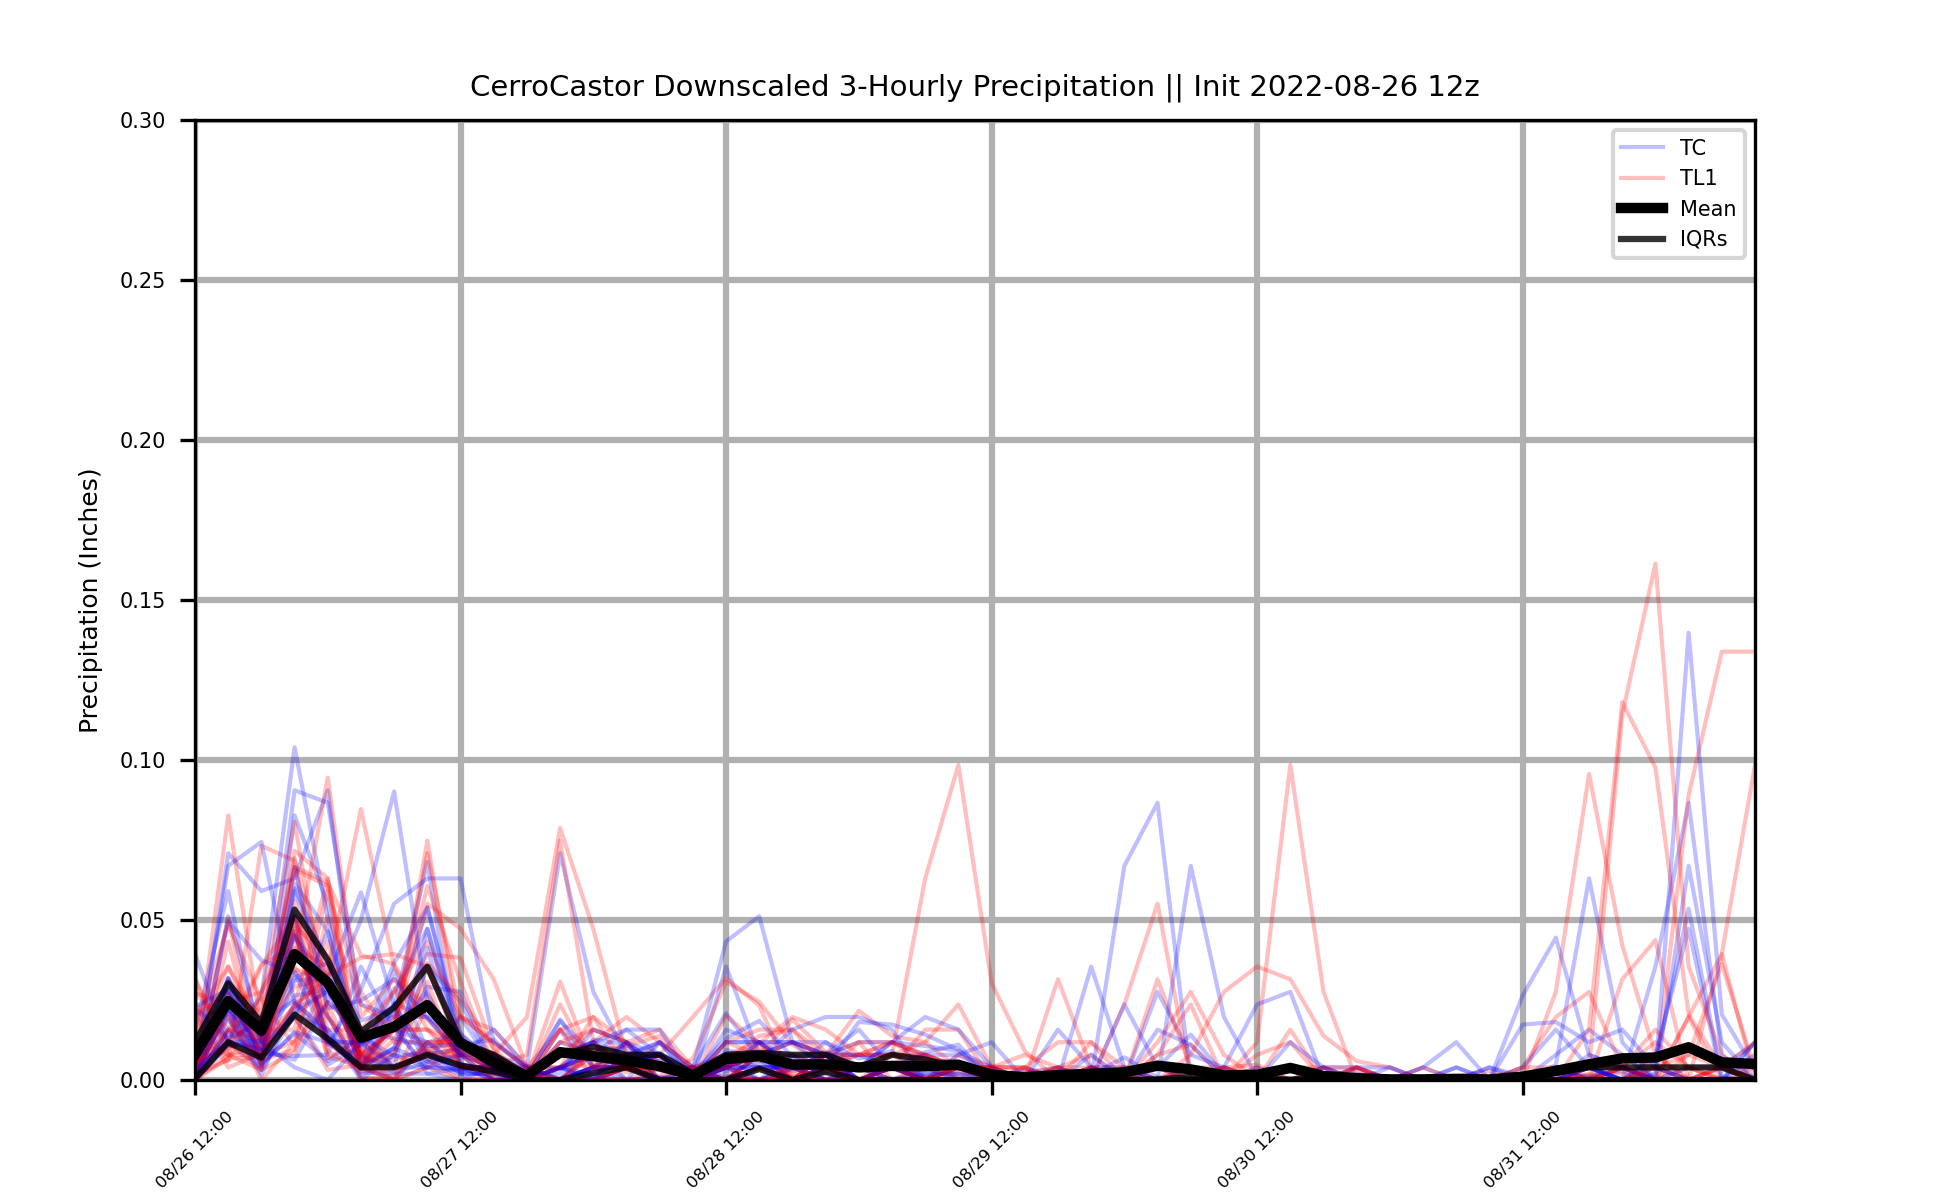 CerroCastor Downscaled 3-Hourly Precipitation || Init 2022-08-26 12z
0.30
0.25
0.20
0.15
0.10
0.05
0.00
Precipitation (Inches)
TC
TL1
Mean
IQRs
08/26 12:00
08/27 12:00
08/28 12:00
08/29 12:00
08/30 12:00
08/31 12:00